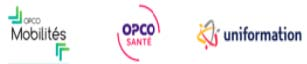 OPCO
Mobilités
OPCO
SANTÉ
uniformation